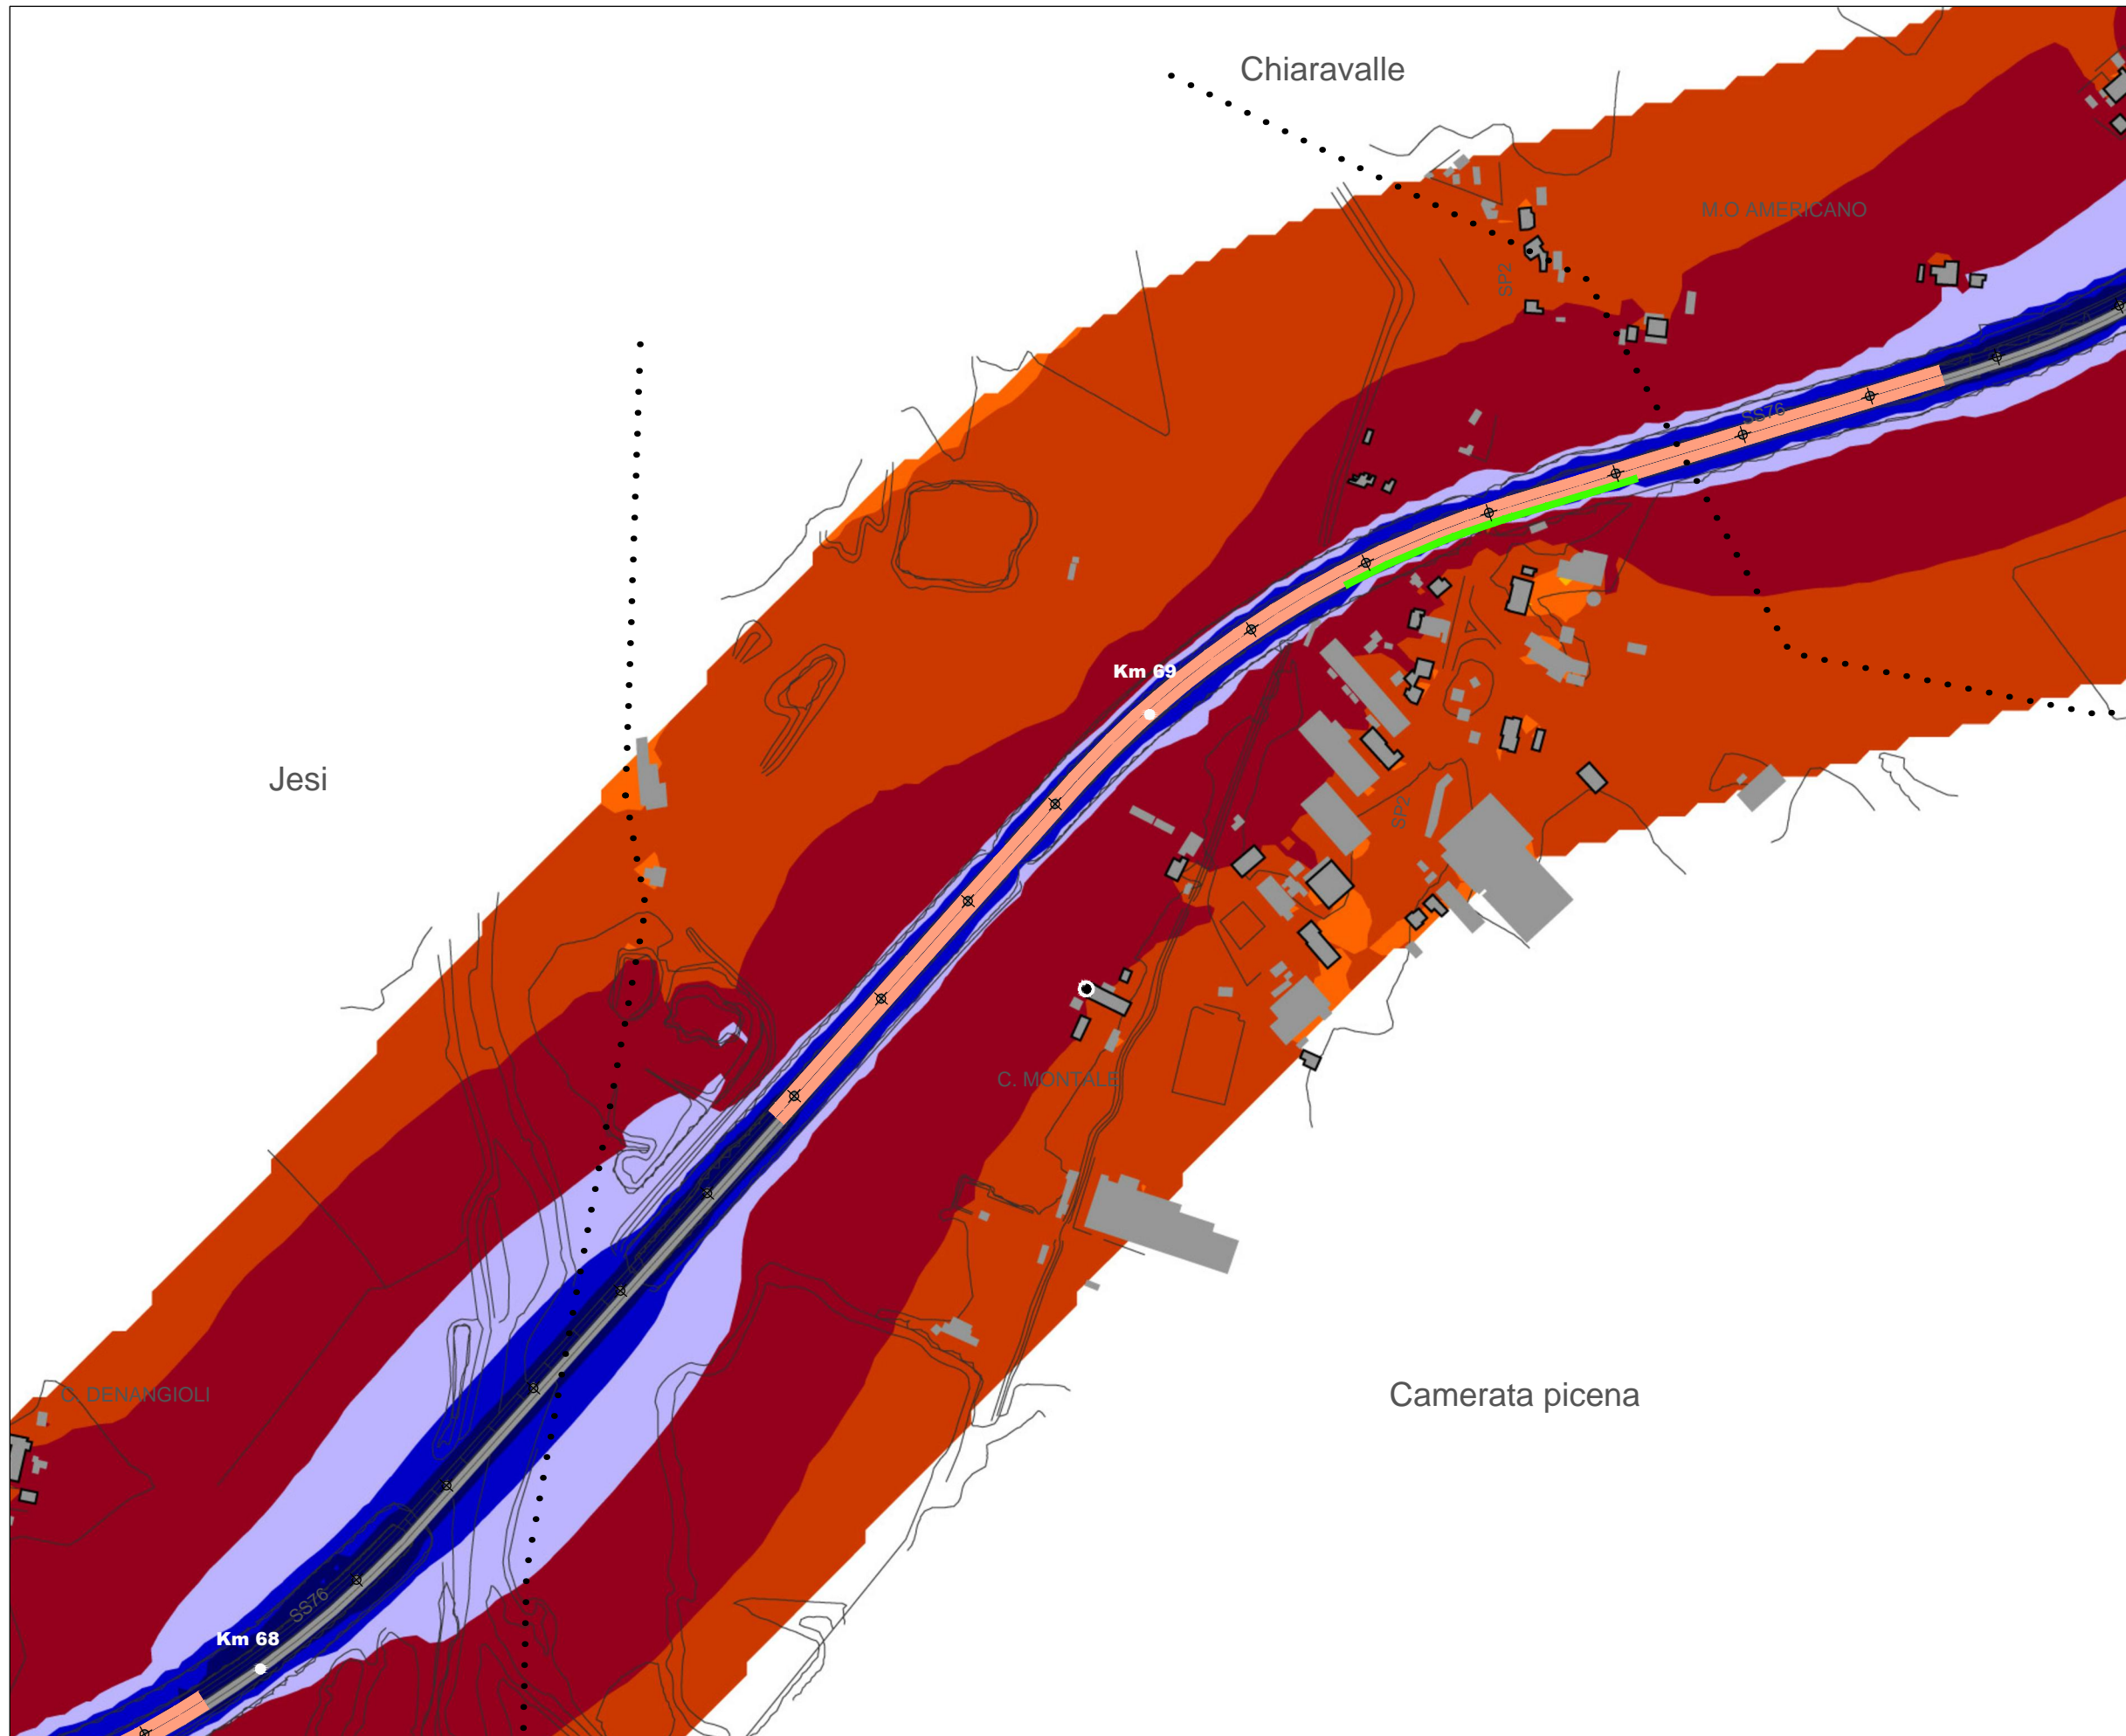 Chiaravalle
M.O AMERICANO
SP2
SS76
Km 69
Jesi
SP2
C. MONTALE
C. DENANGIOLI
Camerata picena
SS76
Km 68